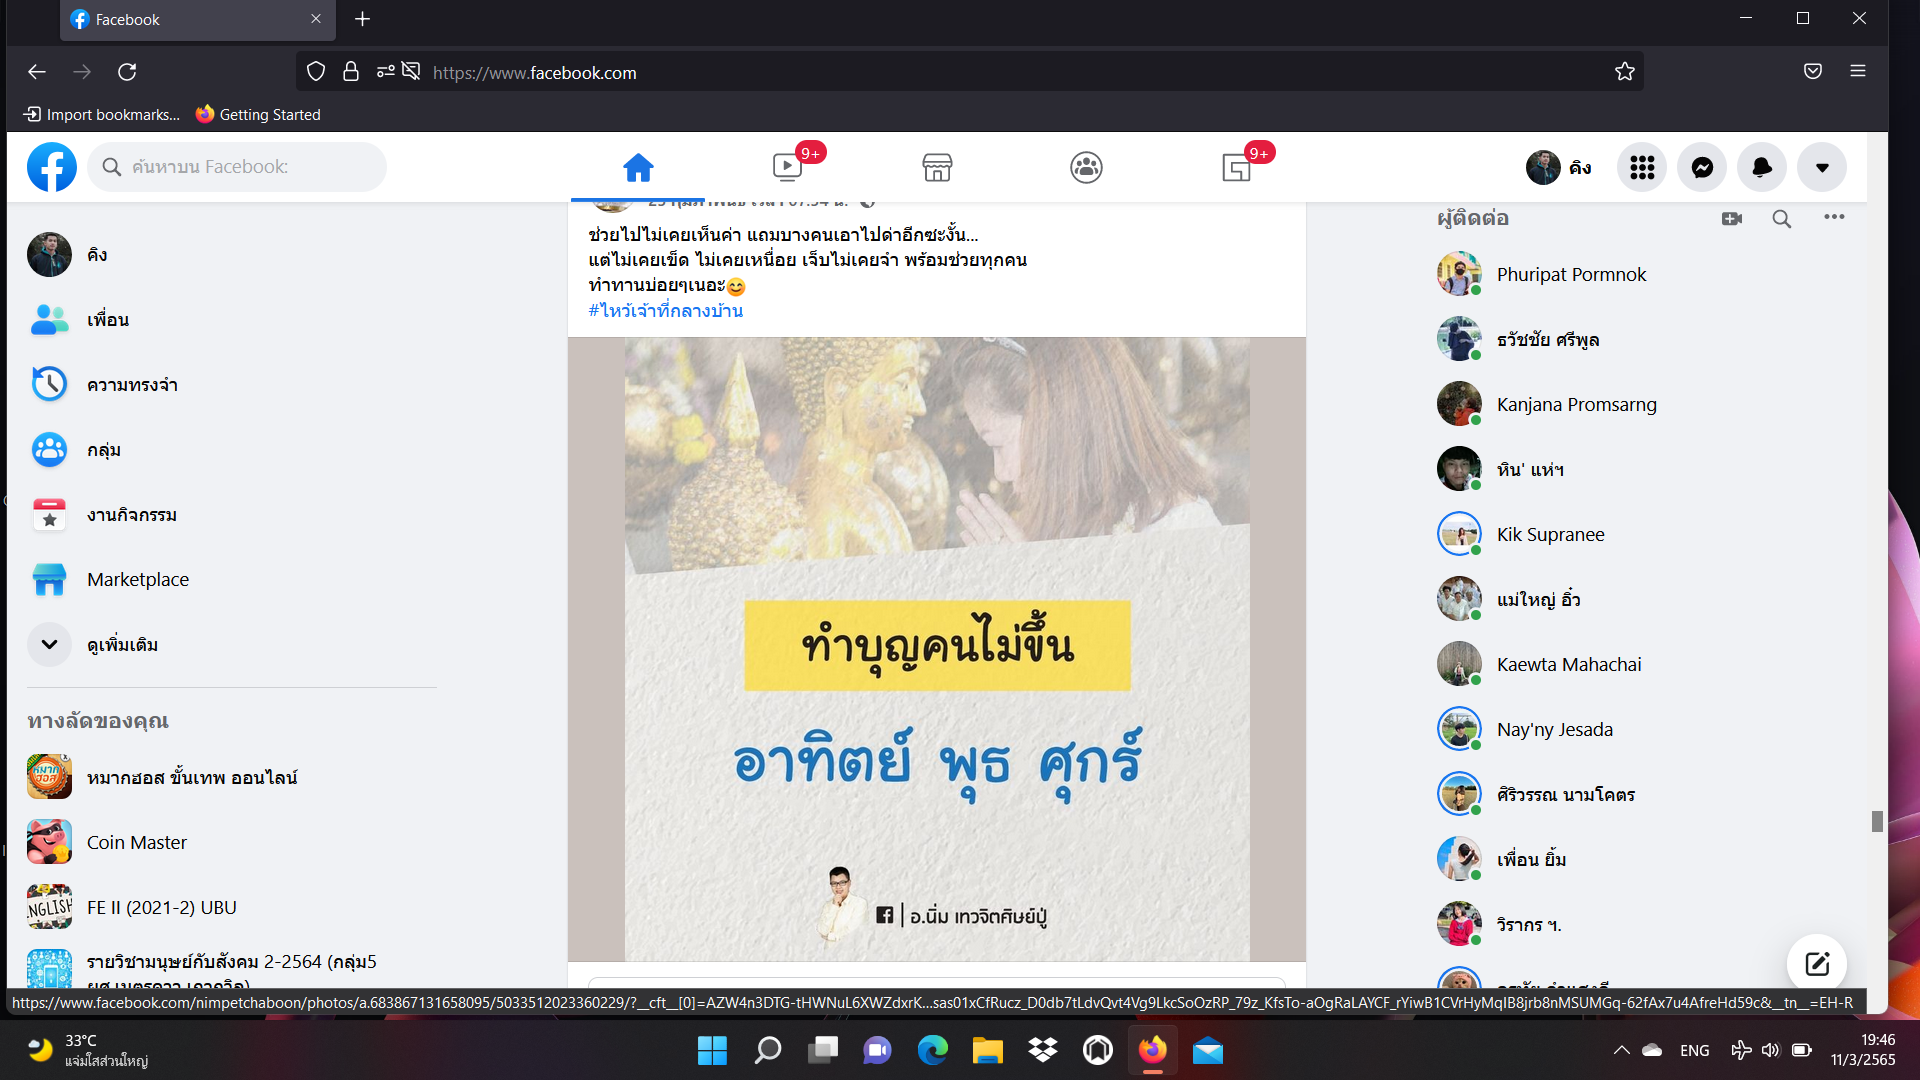 Facebook
https://www.facebook.com
Import bookmarks...
Getting Started
ค้นหาบน Facebook:
9+
9+
คิง
คิง
เพื่อน
ความทรงจำ
กลุ่ม
งานกิจกรรม
Marketplace
ดูเพิ่มเติม
ทางลัดของคุณ
หมากฮอส ขั้นเทพ ออนไลน์
Coin Master
FE II (2021-2) UBU
รายวิชามนุษย์กับสังคม 2-2564 (กลุ่ม5
ช่วยไปไม่เคยเห็นค่า แถมบางคนเอาไปด่าอีกซะงั้น...
แต่ไม่เคยเข็ด ไม่เคยเหนื่อย เจ็บไม่เคยจำ พร้อมช่วยทุกคน
ทำทานบ่อยๆเนอะ😊
#ไหว้เจ้าที่กลางบ้าน
ทำบุญคนไม่ขึ้น
อาทิตย์ พุธ ศุกร์
อ.นิ่ม เทวจิตศิษย์ปู่
ผู้ติดต่อ
Phuripat Pormnok
ธวัชชัย ศรีพูล
Kanjana Promsarng
หิน' แห่ฯ
Kik Supranee
แม่ใหญ่ อิ๋ว
Kaewta Mahachai
Nay'ny Jesada
ศิริวรรณ นามโคตร
เพื่อน ยิ้ม
วิรากร ฯ.
https://www.facebook.com/nimpetchaboon/photos/a.683867131658095/5033512023360229/?__cft__[0]=AZW4n3DTG-tHWNuL6XWZdxrK...sas01xCfRucz_D0db7tLdvQvt4Vg9LkcSoOzRP_79z_KfsTo-aOgRaLAYCF_rYiwB1CVrHyMqIB8jrb8nMSUMGq-62fAx7u4AfreHd59c&__tn__=EH-R
33°C
แจ่มใสส่วนใหญ่
ENG
19:46
11/3/2565